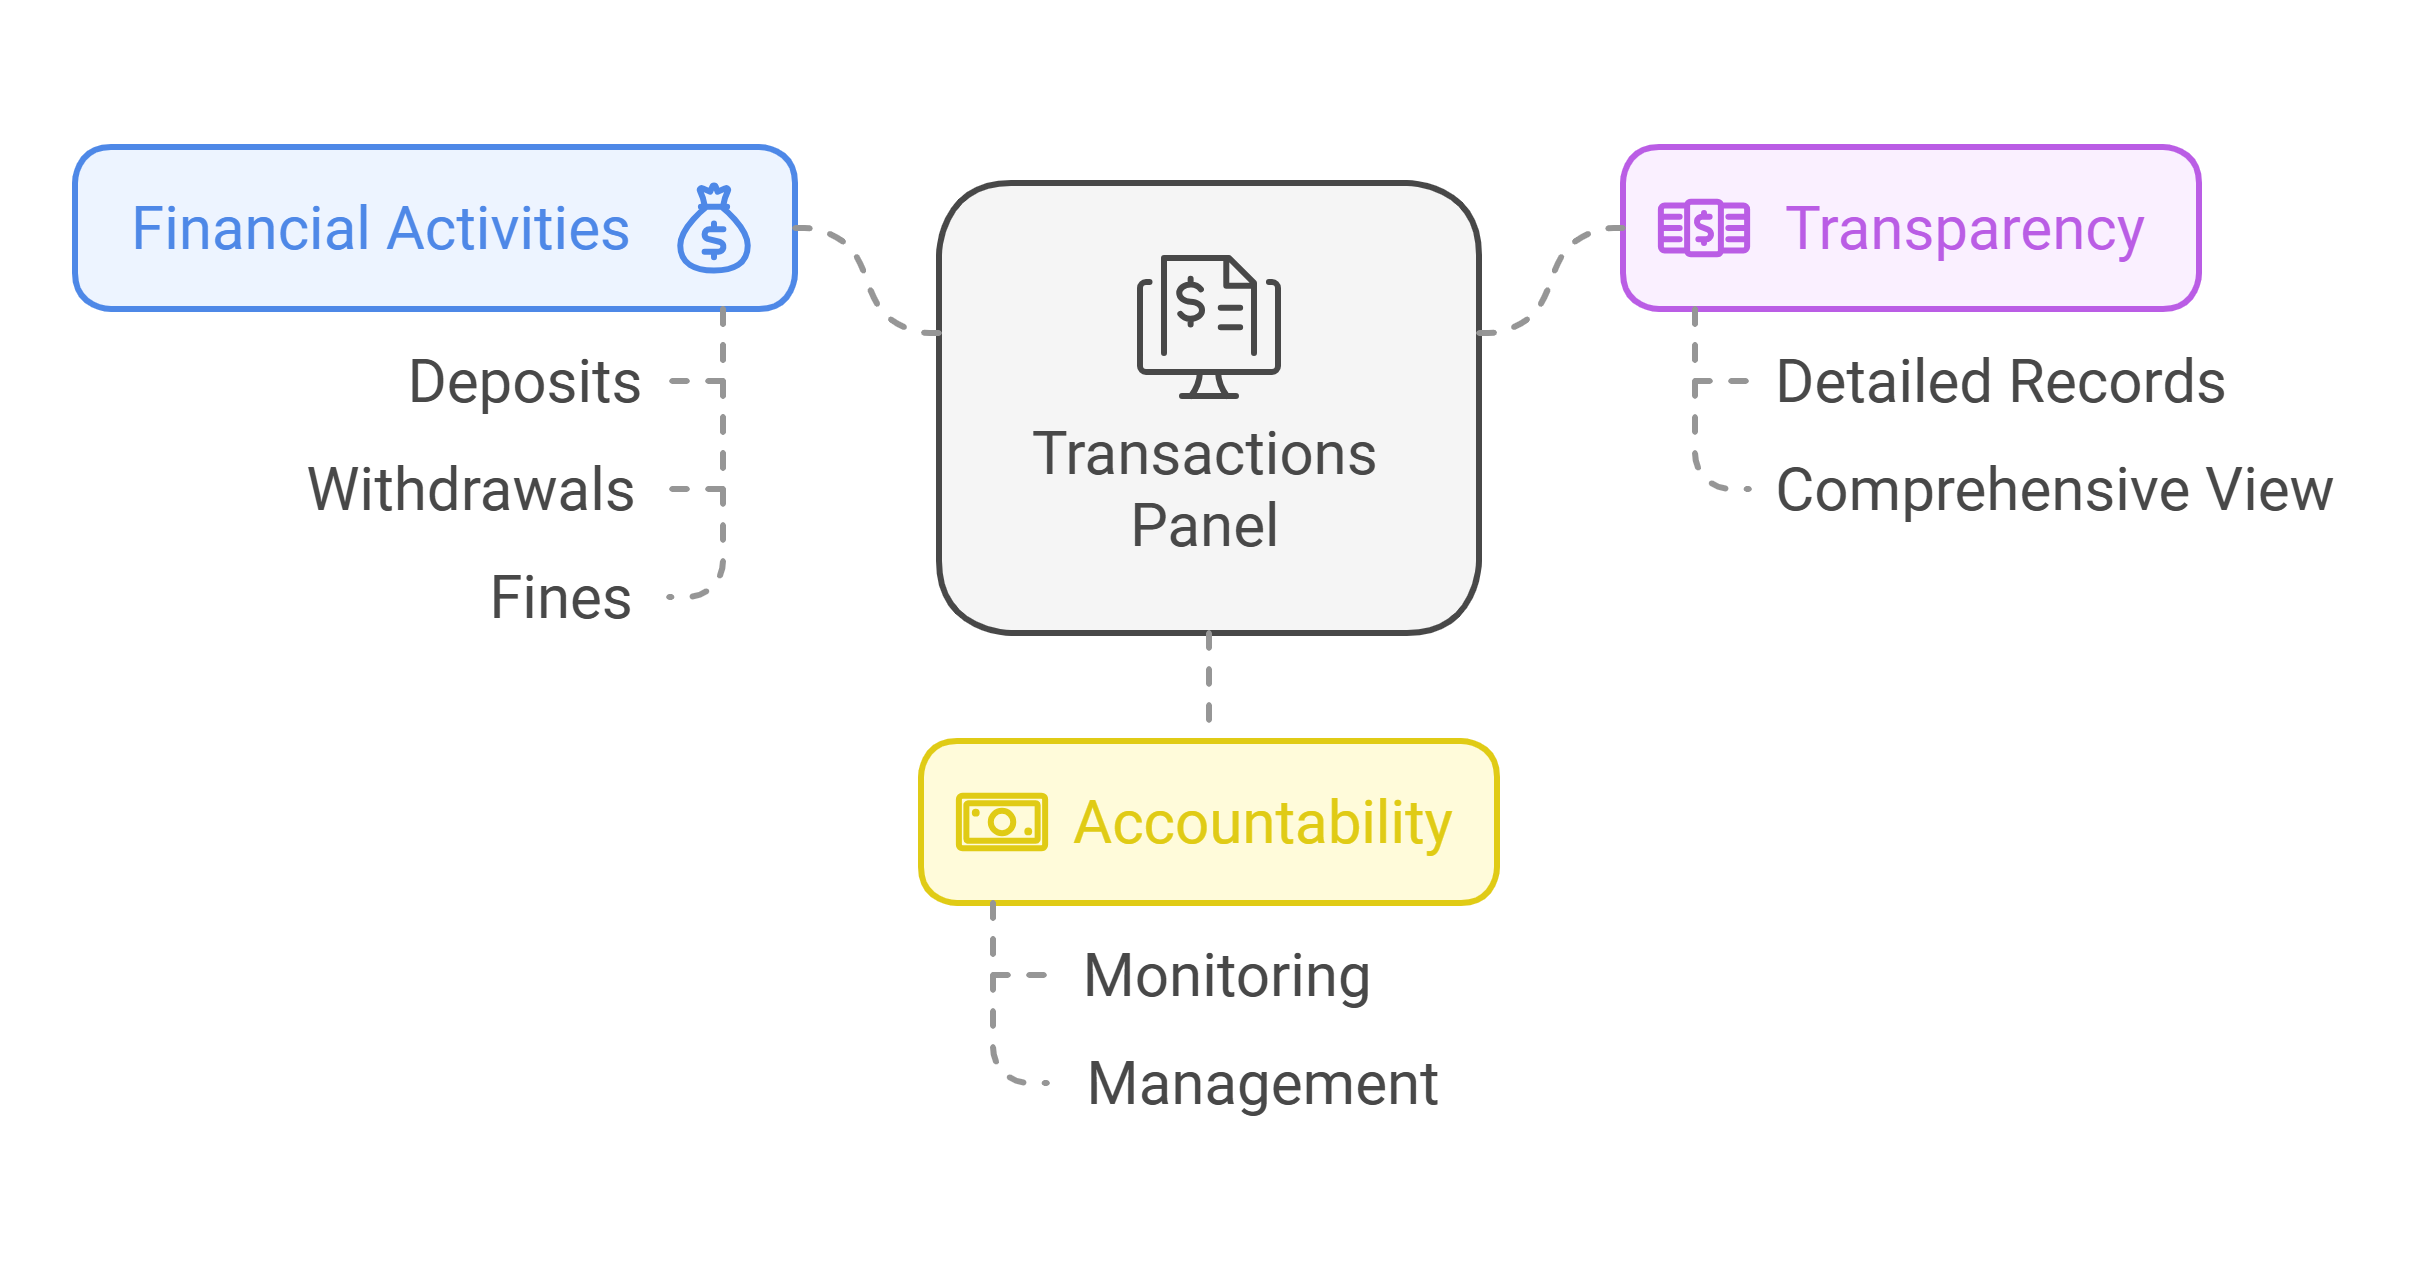 Financial Activities
Deposits
Withdrawals
Fines
$
Transactions
Panel
Transparency
Detailed Records
Comprehensive View
Accountability
Monitoring
Management